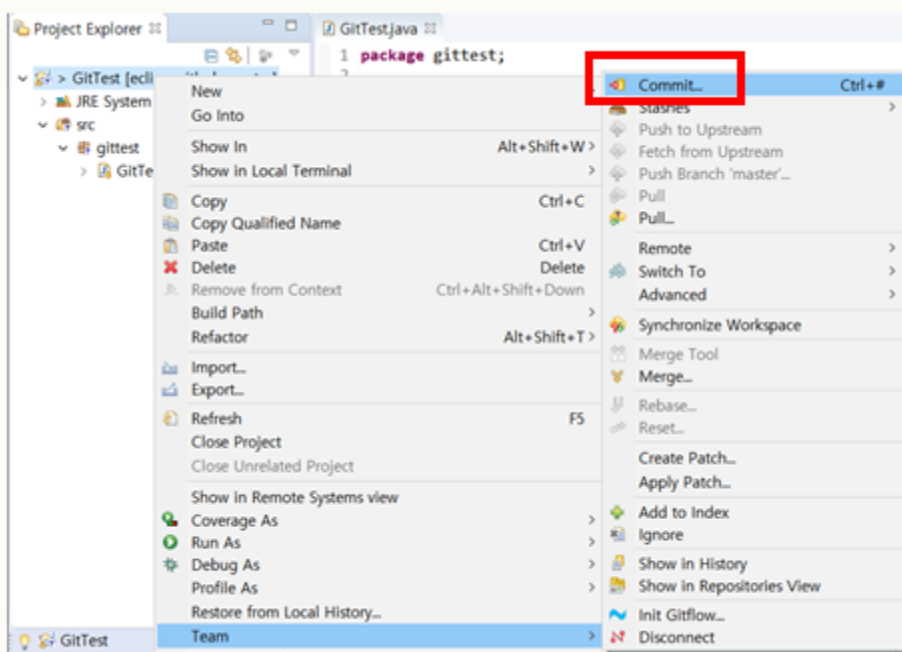 Project Explorer
GitTest.java
1 package gittest;
2
> GitTest [ecli
JRE System
src
gittest
GitTe
New
Go Into
Show In Alt+Shift+W >
Show in Local Terminal >
Copy Ctrl+C
Copy Qualified Name
Paste Ctrl+V
Delete Delete
Remove from Context Ctrl+Alt+Shift+Down
Build Path >
Refactor Alt+Shift+T >
Import...
Export...
Refresh F5
Close Project
Close Unrelated Project
Show in Remote Systems view
Coverage As >
Run As >
Debug As >
Profile As >
Restore from Local History...
Team >
Commit... Ctrl+#
Stashes >
Push to Upstream
Fetch from Upstream
Push Branch 'master'...
Pull
Pull...
Remote >
Switch To >
Advanced >
Synchronize Workspace
Merge Tool
Merge...
Rebase...
Reset...
Create Patch...
Apply Patch...
Add to Index
Ignore
Show in History
Show in Repositories View
Init Gitflow...
Disconnect
GitTest